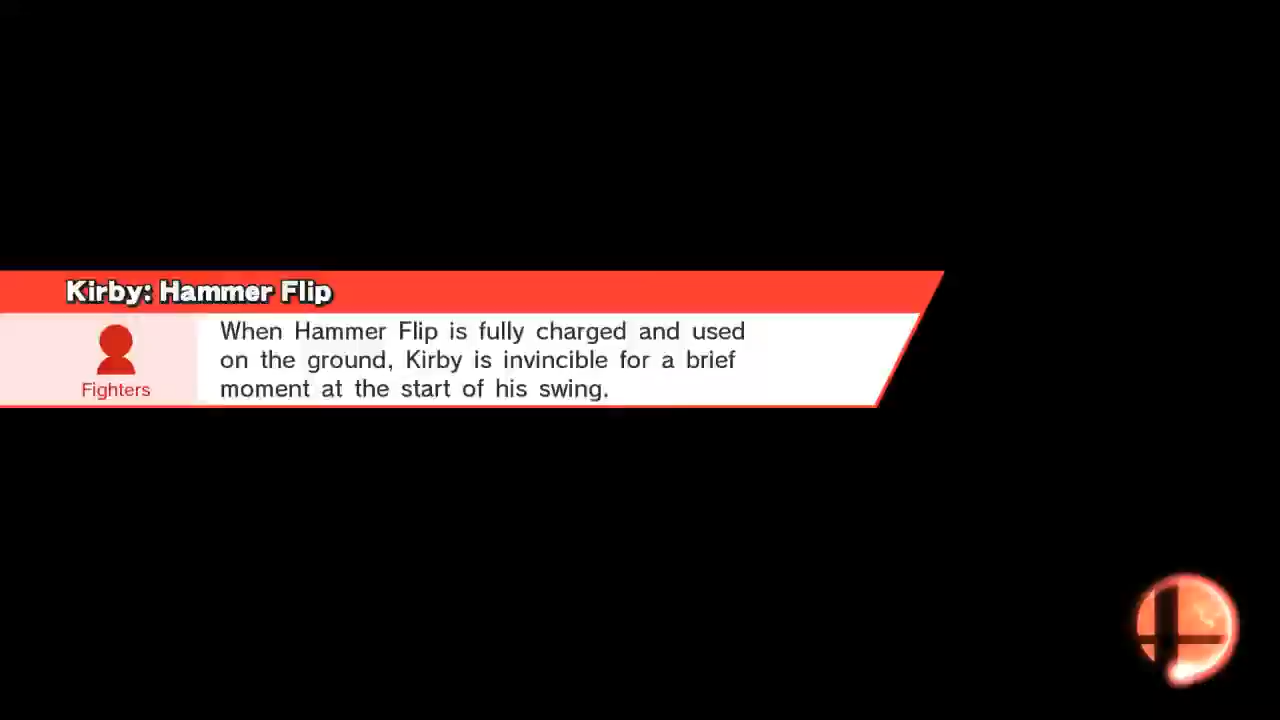 Kirby: Hammer Flip
Fighters
When Hammer Flip is fully charged and used
on the ground, Kirby is invincible for a brief
moment at the start of his swing.